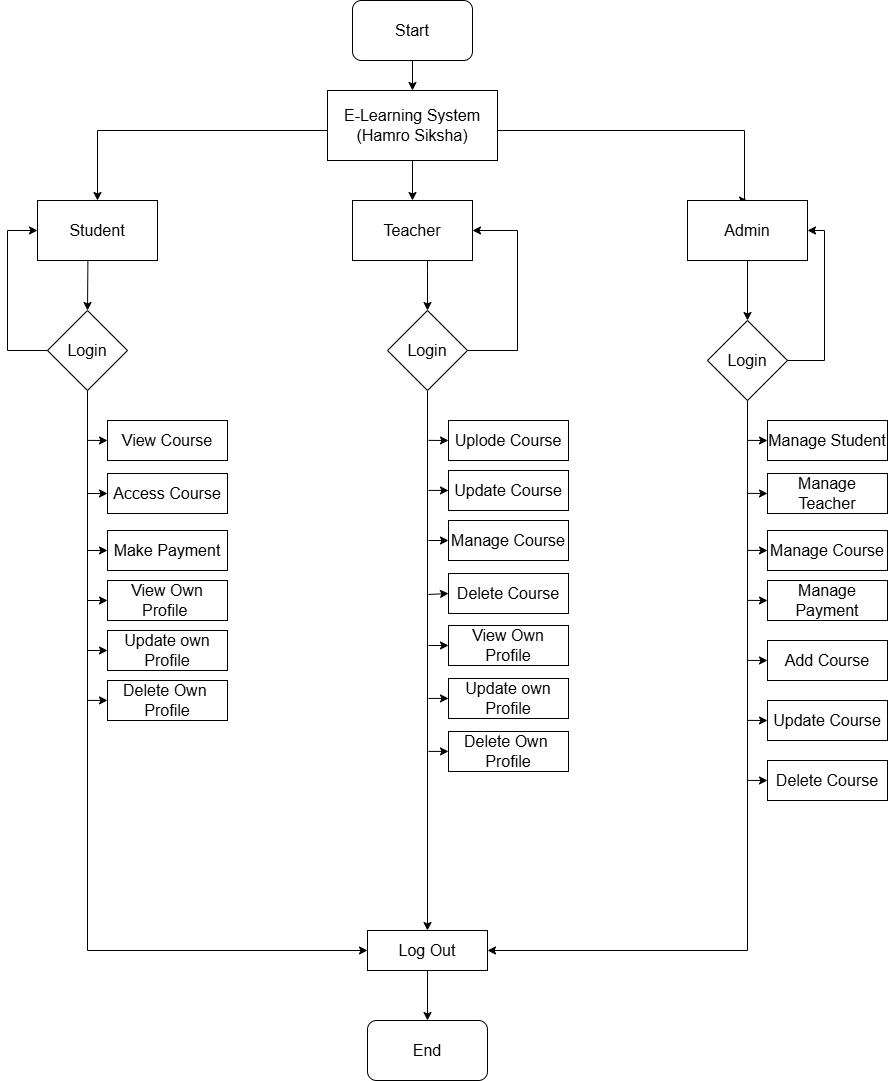 Start
E-Learning System
(Hamro Siksha)
Student
Teacher
Admin
Login
Login
Login
View Course
Access Course
Make Payment
View Own
Profile
Update own
Profile
Delete Own
Profile
Uplode Course
Update Course
Manage Course
Delete Course
View Own
Profile
Update own
Profile
Delete Own
Profile
Manage Student
Manage
Teacher
Manage Course
Manage
Payment
Add Course
Update Course
Delete Course
Log Out
End